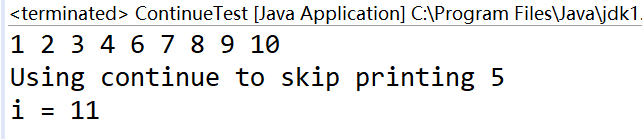 <terminated> ContinueTest [Java Application] C:\Program Files\Java\jdk1.
1 2 3 4 6 7 8 9 10
Using continue to skip printing 5
i = 11